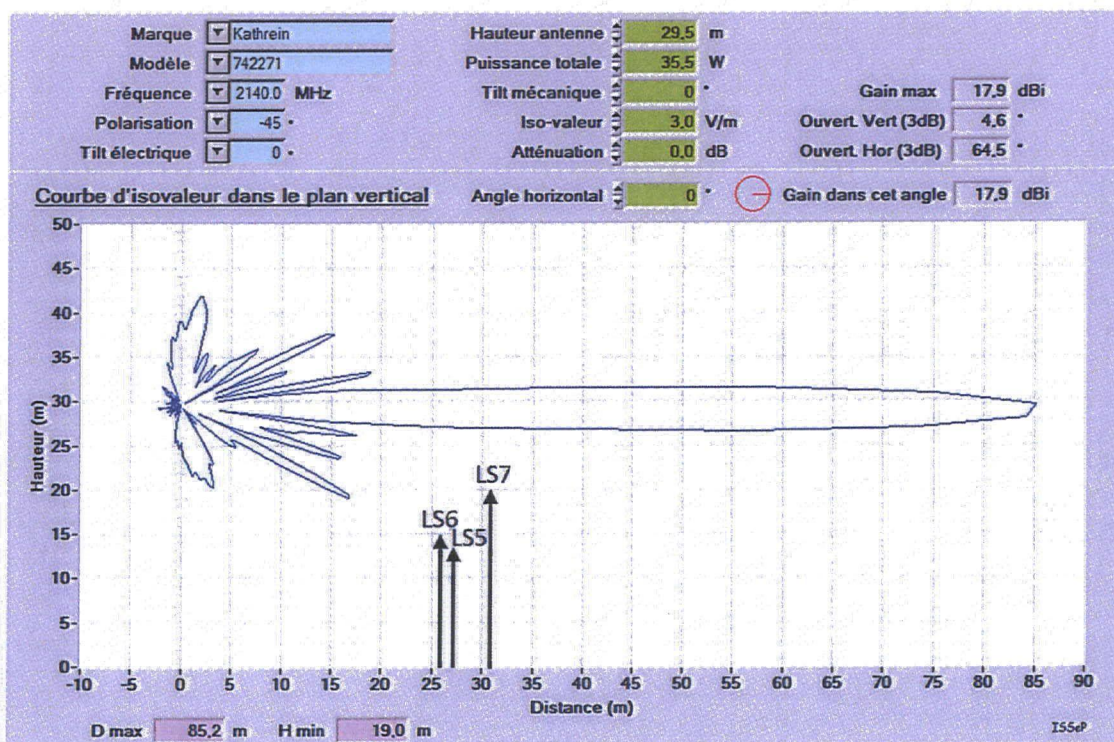 Marque Kathrein Hauteur antenne 29,5 m
Modèle 742271 Puissance totale 35,5 W
Fréquence 2140.0 MHz Tilt mécanique 0 ° Gain max 17,9 dBi
Polarisation -45 ° Iso-valeur 3,0 V/m Ouvert. Vert (3dB) 4,6 °
Tilt électrique 0 ° Atténuation 0,0 dB Ouvert. Hor (3dB) 64,5 °
Courbe d'isovaleur dans le plan vertical Angle horizontal 0 ° Gain dans cet angle 17,9 dBi
50-
45-
40-
35-
30-
25-
20-
15-
10-
5-
0-
Hauteur (m)
LS7
LS6
LS5
-10 -5 0 5 10 15 20 25 30 35 40 45 50 55 60 65 70 75 80 85 90
Distance (m)
D max 85,2 m H min 19,0 m
ISSeP